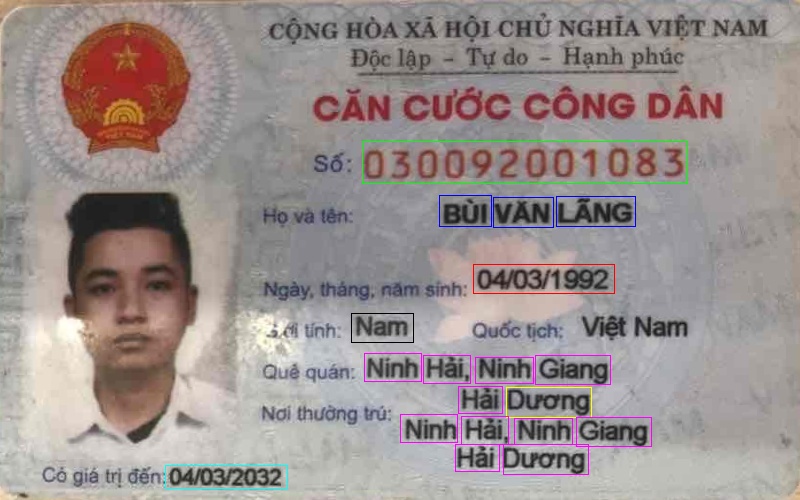 CỘNG HÒA XÃ HỘI CHỦ NGHĨA VIỆT NAM
Độc lập - Tự do - Hạnh phúc
CĂN CƯỚC CÔNG DÂN
Số: 030092001083
Họ và tên: BÙI VĂN LÃNG
Ngày, tháng, năm sinh: 04/03/1992
Giới tính: Nam Quốc tịch: Việt Nam
Quê quán: Ninh Hải, Ninh Giang
Hải Dương
Nơi thường trú: Ninh Hải, Ninh Giang
Hải Dương
Có giá trị đến: 04/03/2032